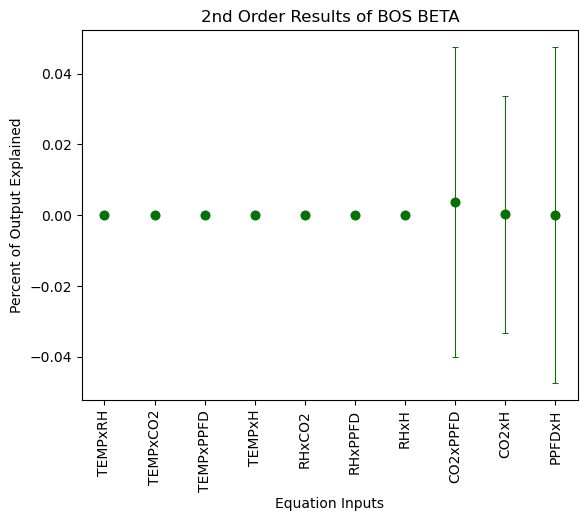 2nd Order Results of BOS BETA
Percent of Output Explained
0.04
0.02
0.00
−0.02
−0.04
TEMPxRH
TEMPxCO2
TEMPxPPFD
TEMPxH
RHxCO2
RHxPPFD
RHxH
CO2xPPFD
CO2xH
PPFDxH
Equation Inputs